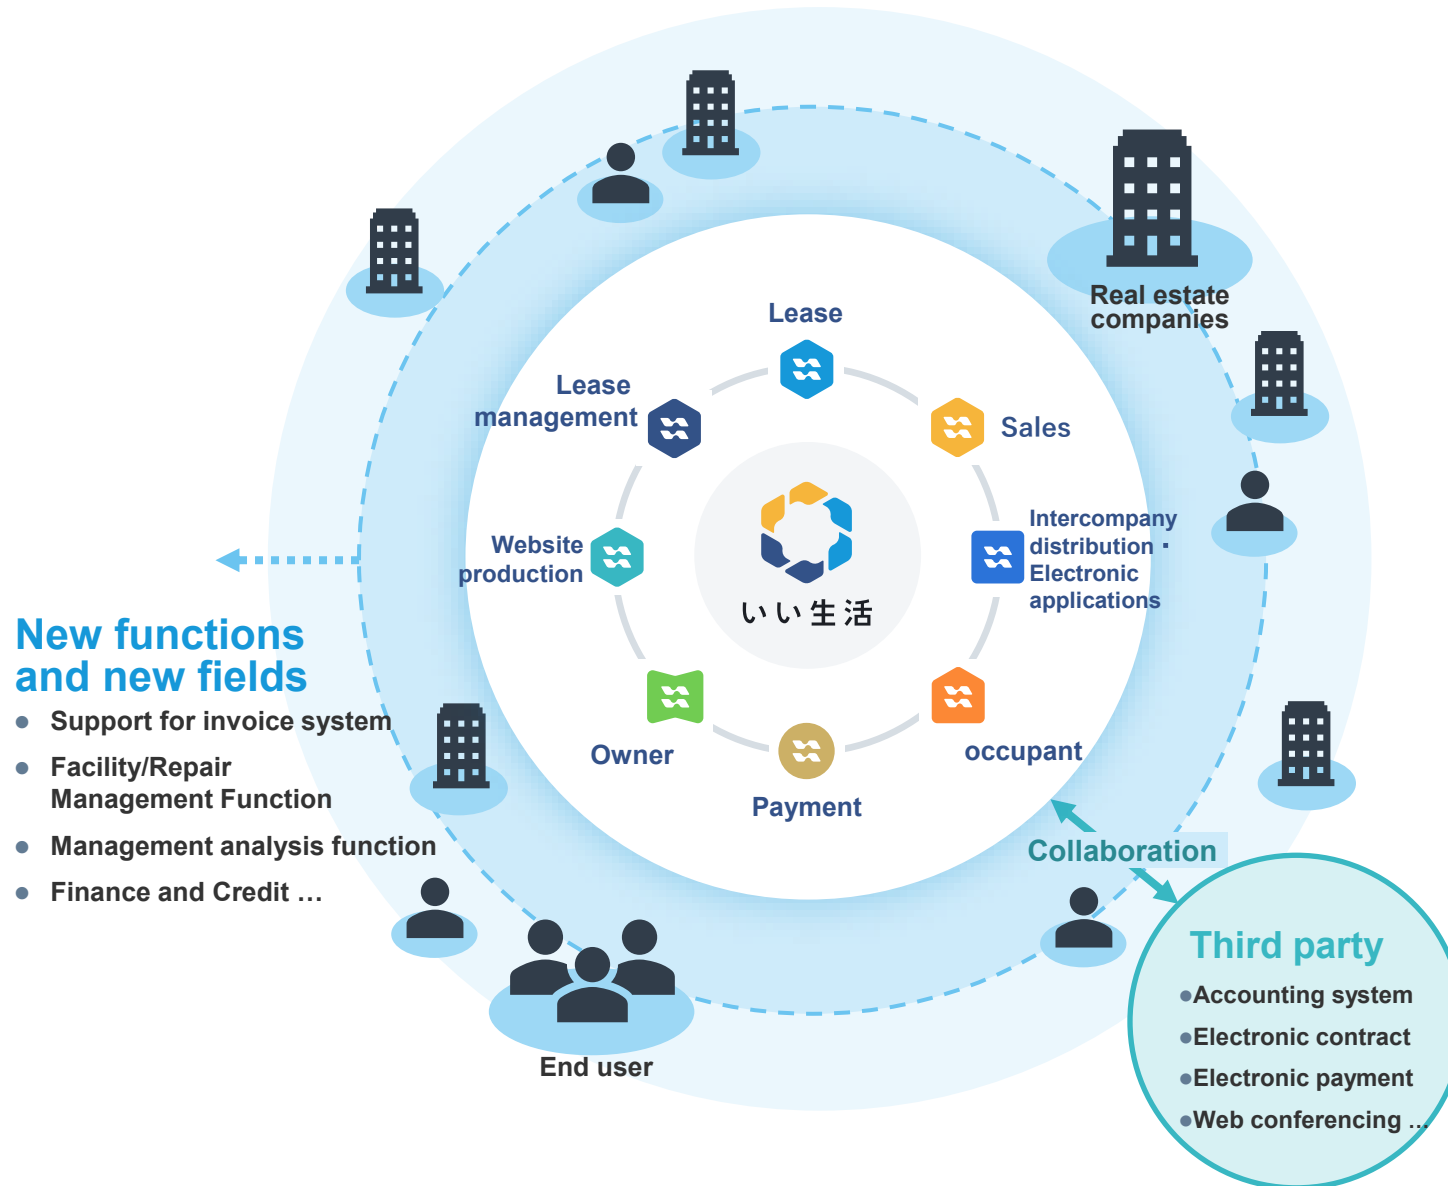 Real estate
companies
Lease
Lease
management
Sales
Website
production
Intercompany
distribution・
Electronic
applications
いい生活
Owner
occupant
Payment
New functions
and new fields
● Support for invoice system
● Facility/Repair
Management Function
● Management analysis function
● Finance and Credit …
Collaboration
End user
Third party
●Accounting system
●Electronic contract
●Electronic payment
●Web conferencing …